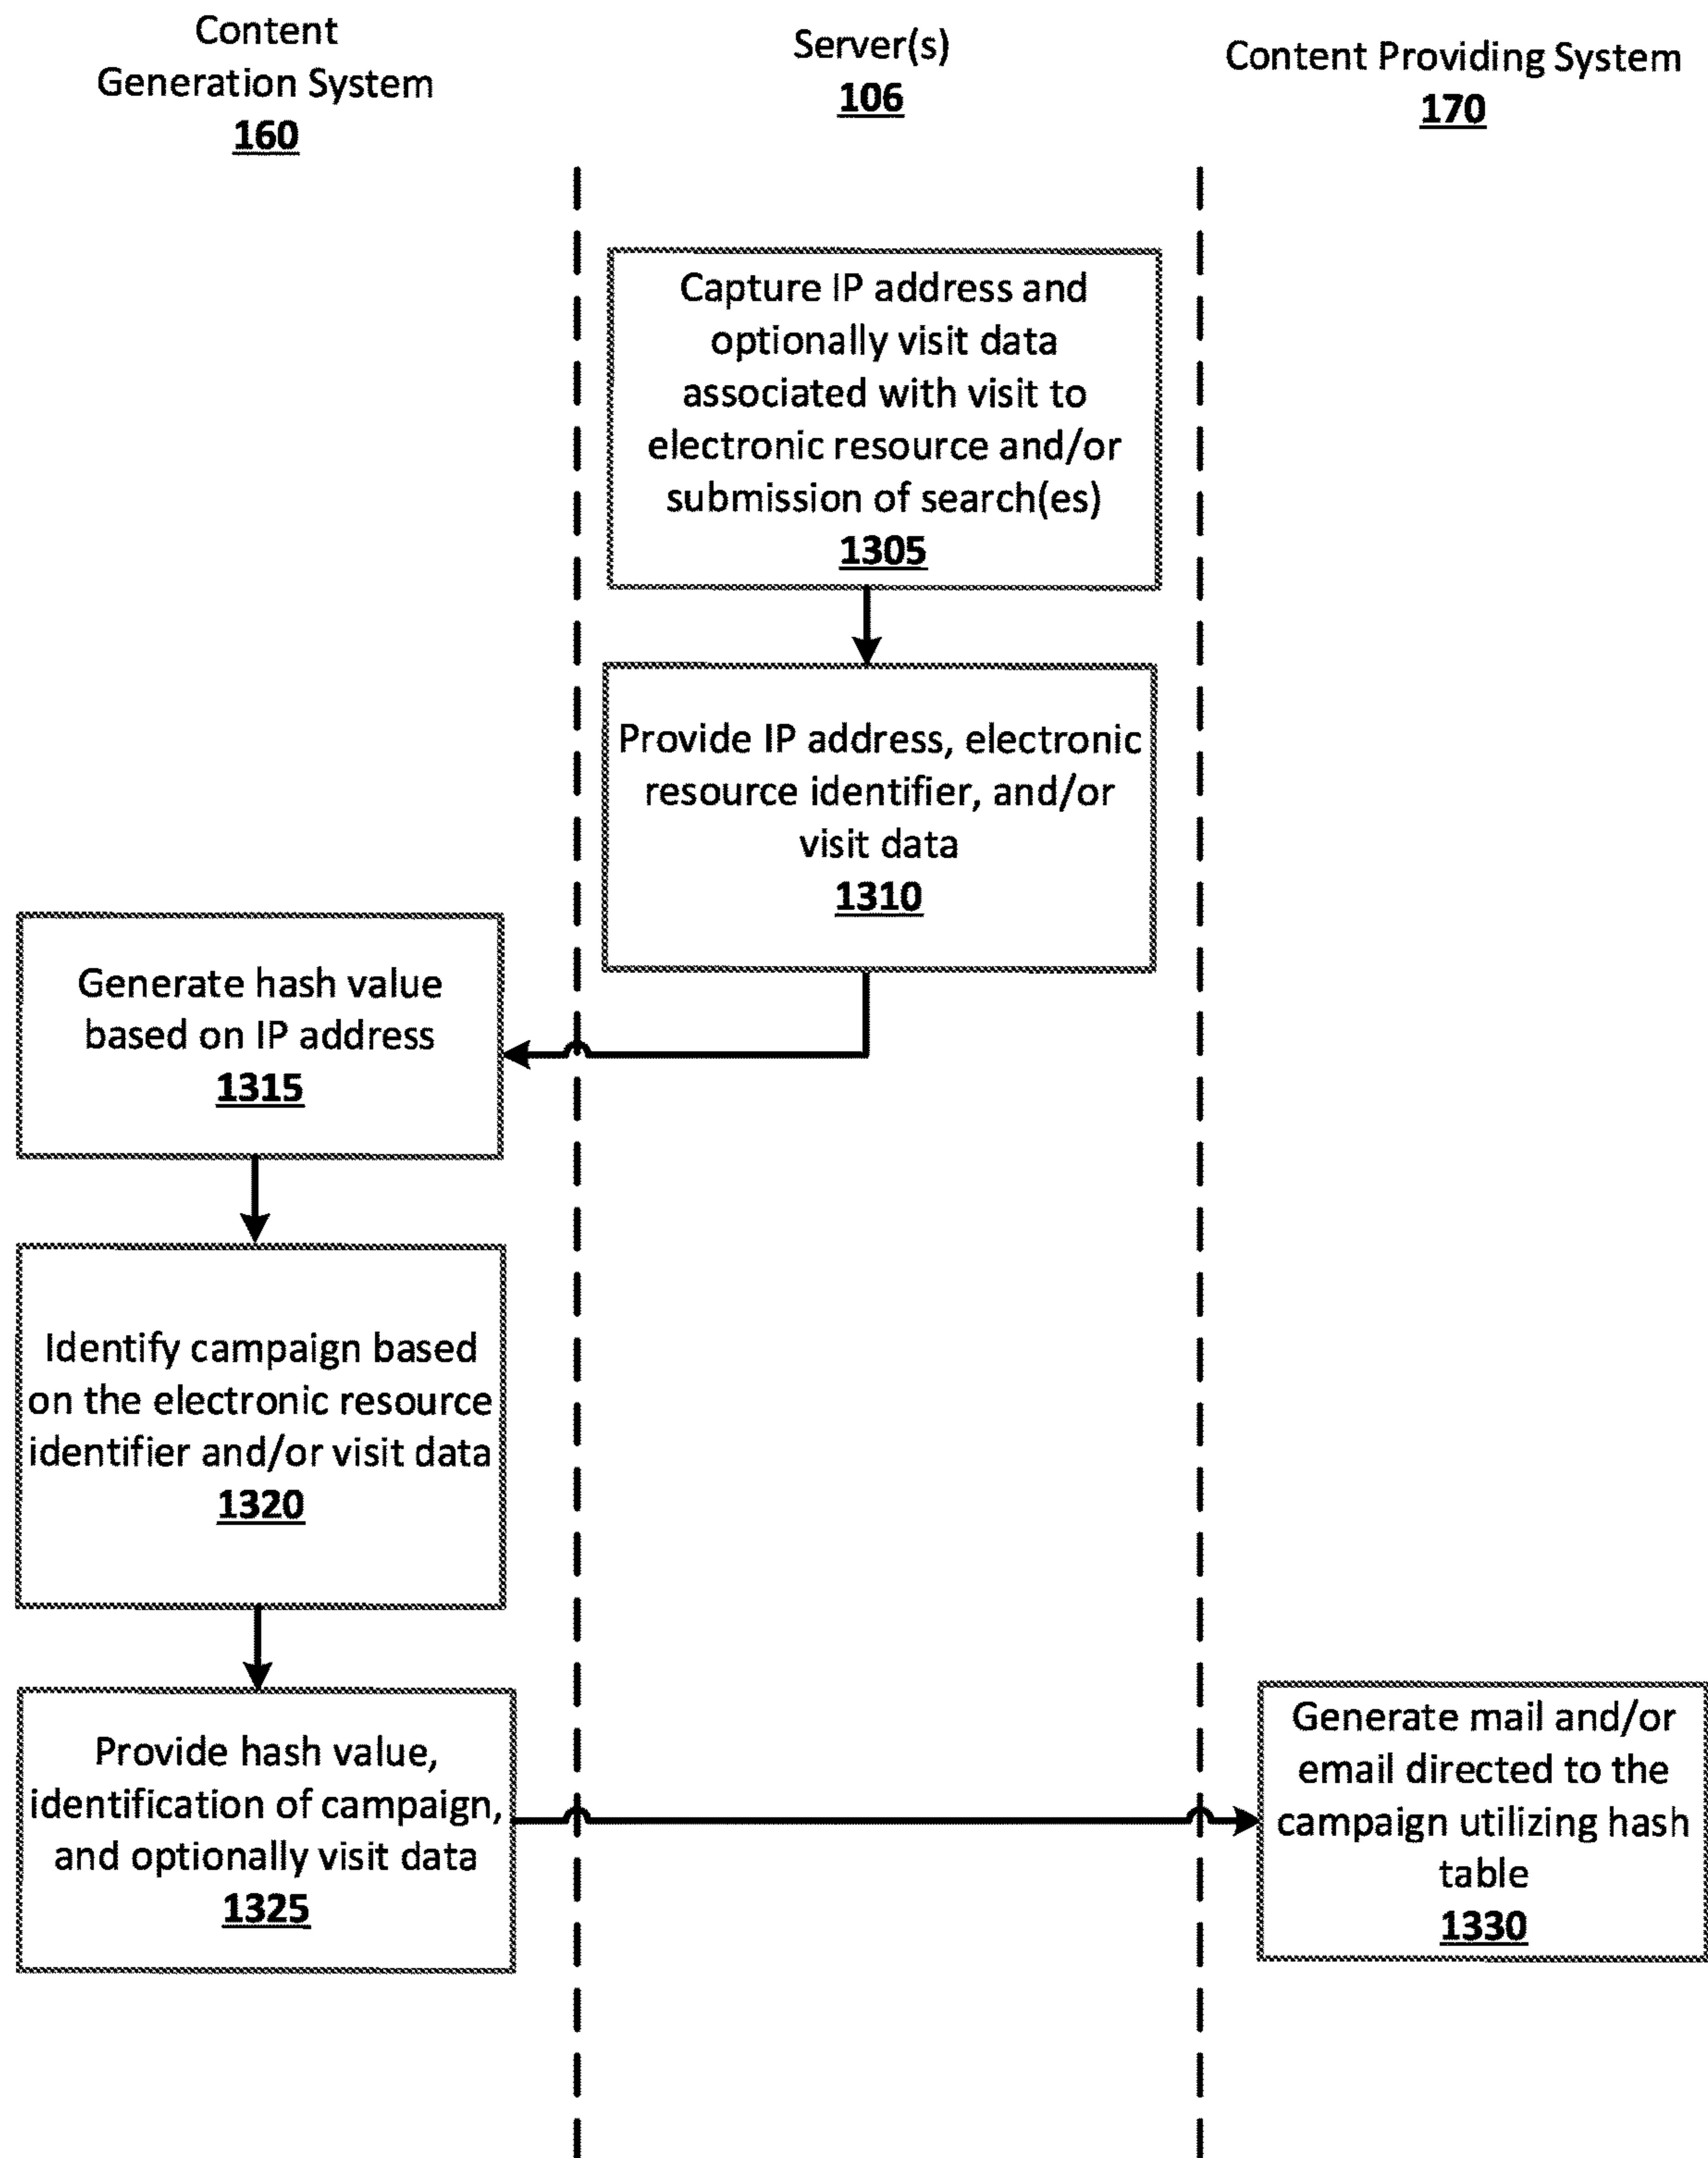 Content
Generation System
160
Server(s)
106
Content Providing System
170
Capture IP address and
optionally visit data
associated with visit to
electronic resource and/or
submission of search(es)
1305
Provide IP address, electronic
resource identifier, and/or
visit data
1310
Generate hash value
based on IP address
1315
Identify campaign based
on the electronic resource
identifier and/or visit data
1320
Provide hash value,
identification of campaign,
and optionally visit data
1325
Generate mail and/or
email directed to the
campaign utilizing hash
table
1330